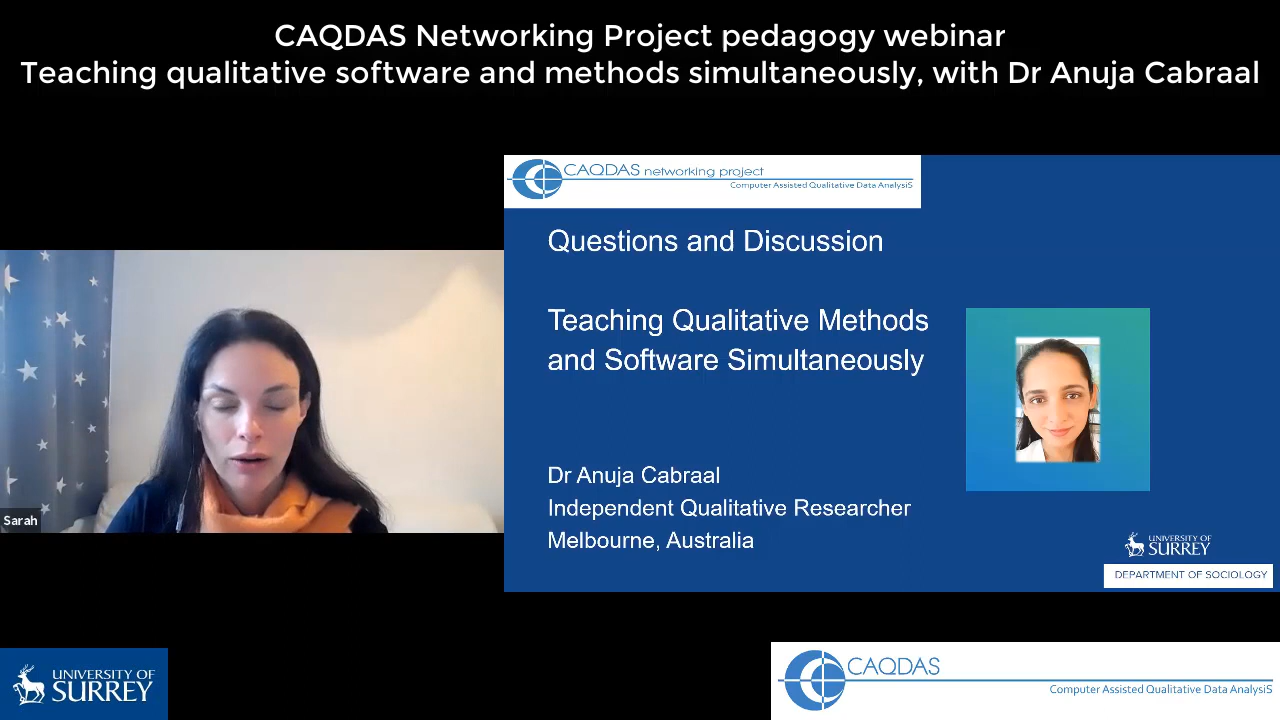 CAQDAS Networking Project pedagogy webinar
Teaching qualitative software and methods simultaneously, with Dr Anuja Cabraal
CAQDAS networking project
Computer Assisted Qualitative Data AnalysiS
Questions and Discussion
Teaching Qualitative Methods
and Software Simultaneously
Dr Anuja Cabraal
Independent Qualitative Researcher
Melbourne, Australia
UNIVERSITY OF
SURREY
DEPARTMENT OF SOCIOLOGY
Sarah
UNIVERSITY OF
SURREY
CAQDAS
Computer Assisted Qualitative Data AnalysiS